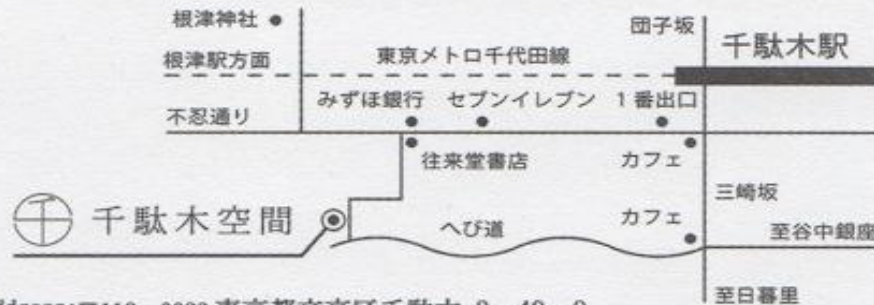 根津神社
団子坂
千駄木駅
根津駅方面
東京メトロ千代田線
みずほ銀行 セブンイレブン 1番出口
不忍通り
往来堂書店
カフェ
三崎坂
千 千駄木空間
へび道
カフェ
至谷中銀座
至日暮里